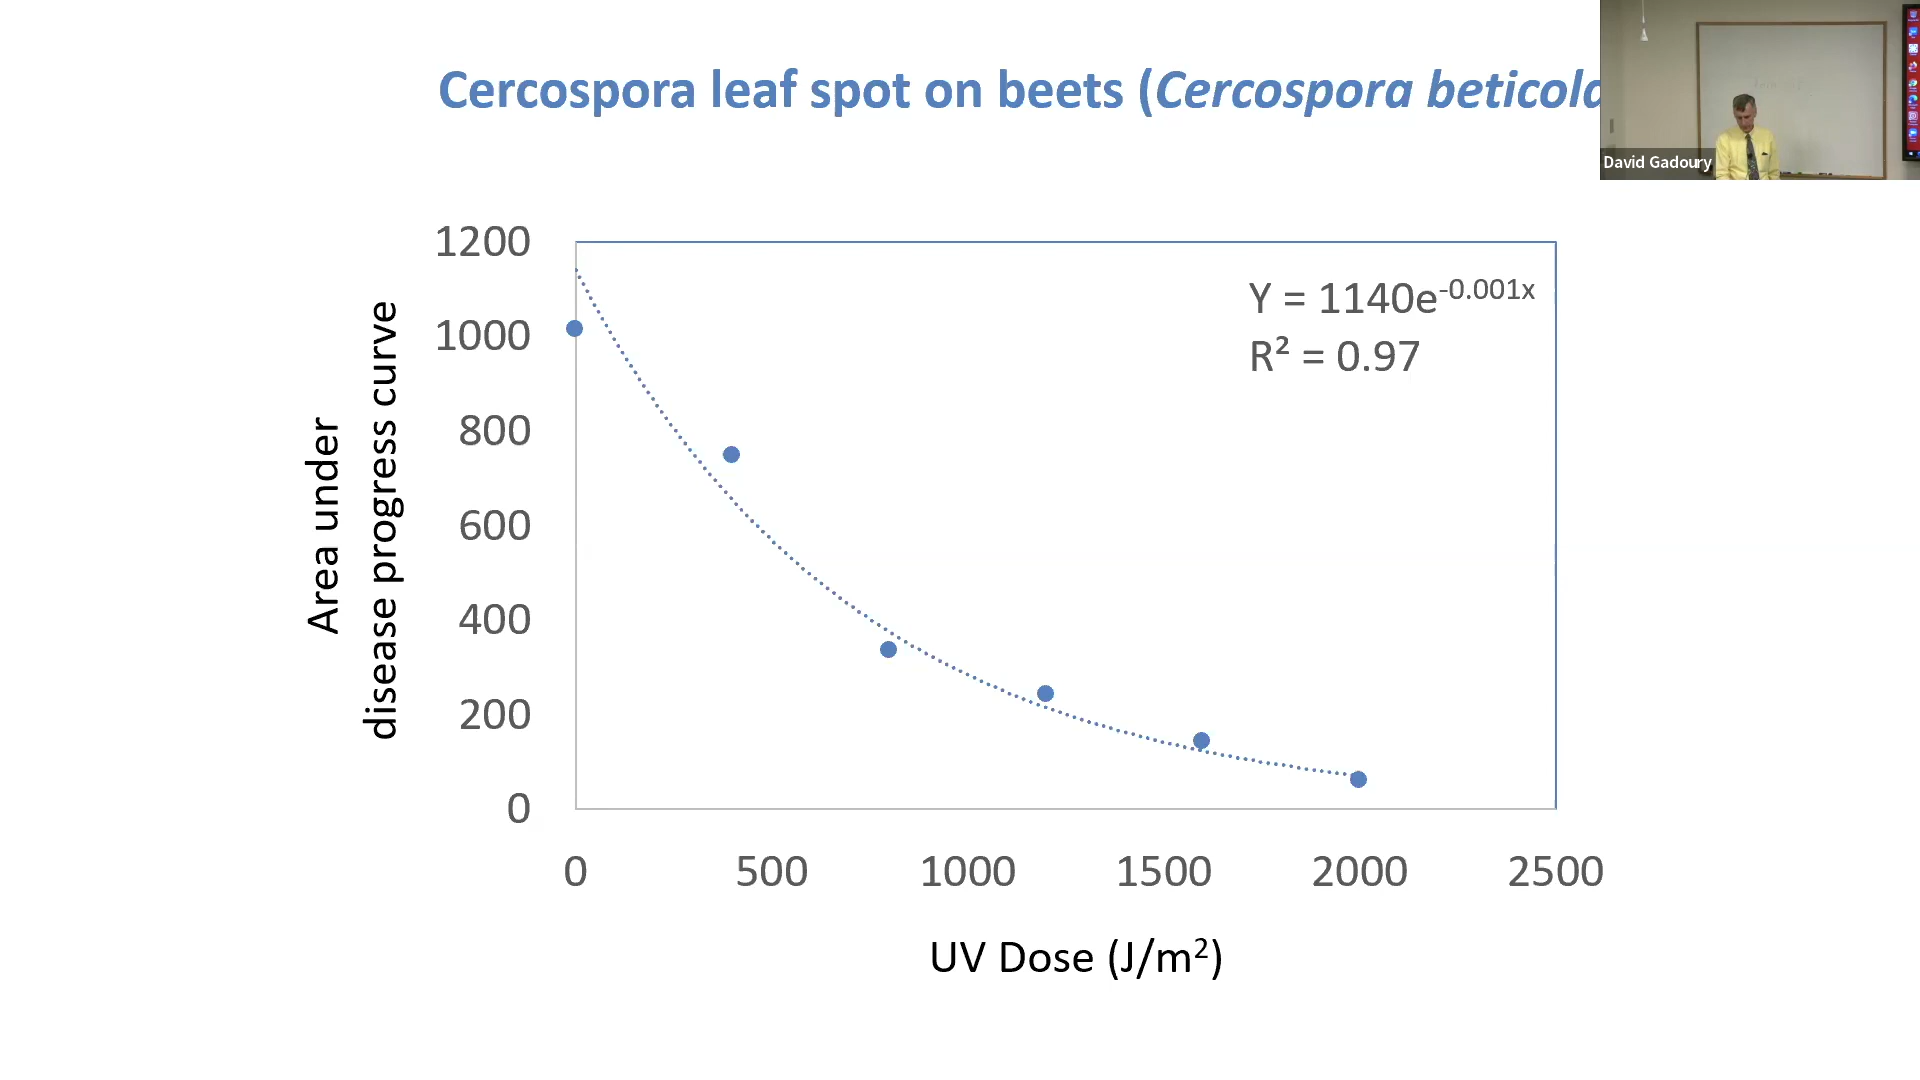 Cercospora leaf spot on beets (Cercospora beticola
David Gadoury
1200
1000
800
600
400
200
0
Area under
disease progress curve
Y = 1140e^-0.001x
R² = 0.97
0 500 1000 1500 2000 2500
UV Dose (J/m²)